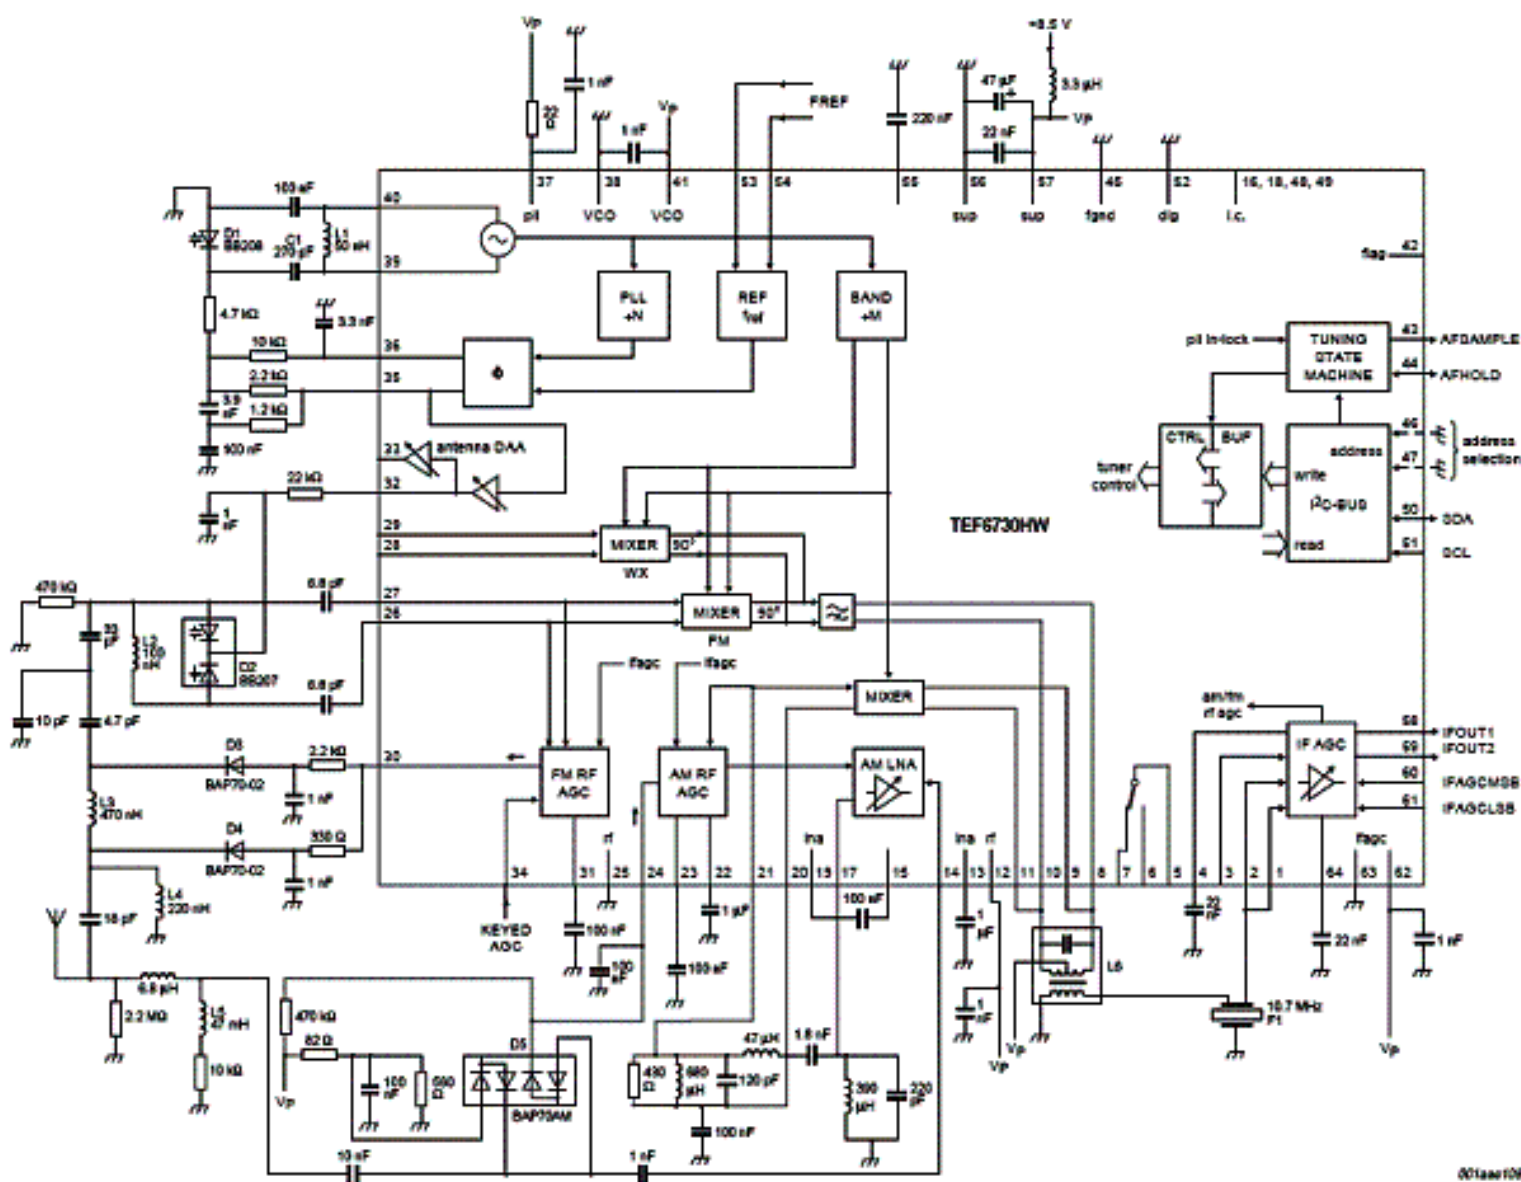 Vp
+8.5 V
1 nF
47 µF
3.3 µH
22 Ω
Vp
FREF
220 nF
Vp
1 nF
22 nF
37
38
41
53
54
55
56
57
45
52
16, 18, 48, 49
pll
VCO
VCO
sup
sup
fgnd
dig
i.c.
100 nF
40
D1
BB208
C1
270 pF
L1
50 nH
39
flag
42
4.7 kΩ
3.3 nF
PLL
÷N
REF
fref
BAND
÷M
10 kΩ
36
Φ
pll in-lock
TUNING
STATE
MACHINE
43
AFSAMPLE
44
AFHOLD
2.2 kΩ
35
3.9 nF
1.2 kΩ
100 nF
33
antenna DAA
32
22 kΩ
1 nF
CTRL
BUF
tuner
control
address
write
I²C-BUS
read
46
47
address
selection
50
SDA
51
SCL
29
28
MIXER
90°
WX
TEF6730HW
470 kΩ
6.8 pF
27
26
MIXER
90°
FM
L2
100 nH
D2
BB207
6.8 pF
ifagc
ifagc
MIXER
am/fm
rf agc
10 pF
4.7 pF
D3
BAP70-02
2.2 kΩ
30
1 nF
FM RF
AGC
AM RF
AGC
AM LNA
IF AGC
58
IFOUT1
59
IFOUT2
60
IFAGCMSB
61
IFAGCLSB
L3
470 nH
D4
BAP70-02
330 Ω
1 nF
rf
lna
lna
rf
ifagc
34
31
25
24
23
22
21
20
19
17
15
14
13
12
11
10
9
8
7
6
5
4
3
2
1
64
63
62
L4
220 nH
18 pF
KEYED
AGC
100 nF
100 nF
100 nF
1 µF
100 nF
1 µF
22 nF
22 nF
1 nF
6.8 µH
2.2 MΩ
L5
47 mH
10 kΩ
470 kΩ
82 Ω
Vp
100 nF
560 Ω
D5
BAP70AM
430 Ω
680 µH
47 µH
130 pF
1.8 nF
390 µH
220 pF
100 nF
1 nF
Vp
Vp
L6
10.7 MHz
F1
Vp
10 nF
1 nF